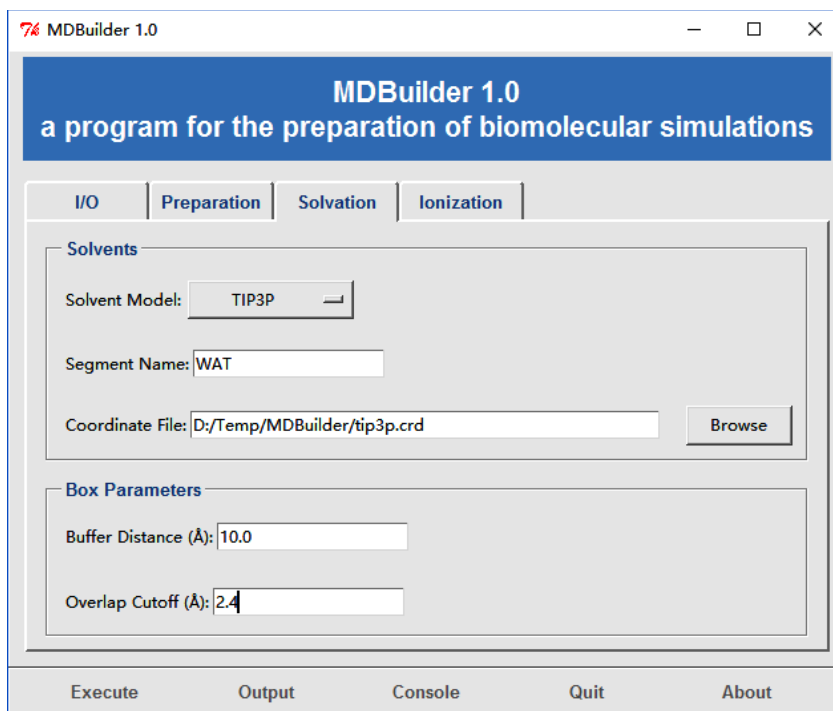 MDBuilder 1.0
MDBuilder 1.0
a program for the preparation of biomolecular simulations
I/O Preparation Solvation Ionization
Solvents
Solvent Model: TIP3P
Segment Name: WAT
Coordinate File: D:/Temp/MDBuilder/tip3p.crd Browse
Box Parameters
Buffer Distance (Å): 10.0
Overlap Cutoff (Å): 2.4
Execute Output Console Quit About